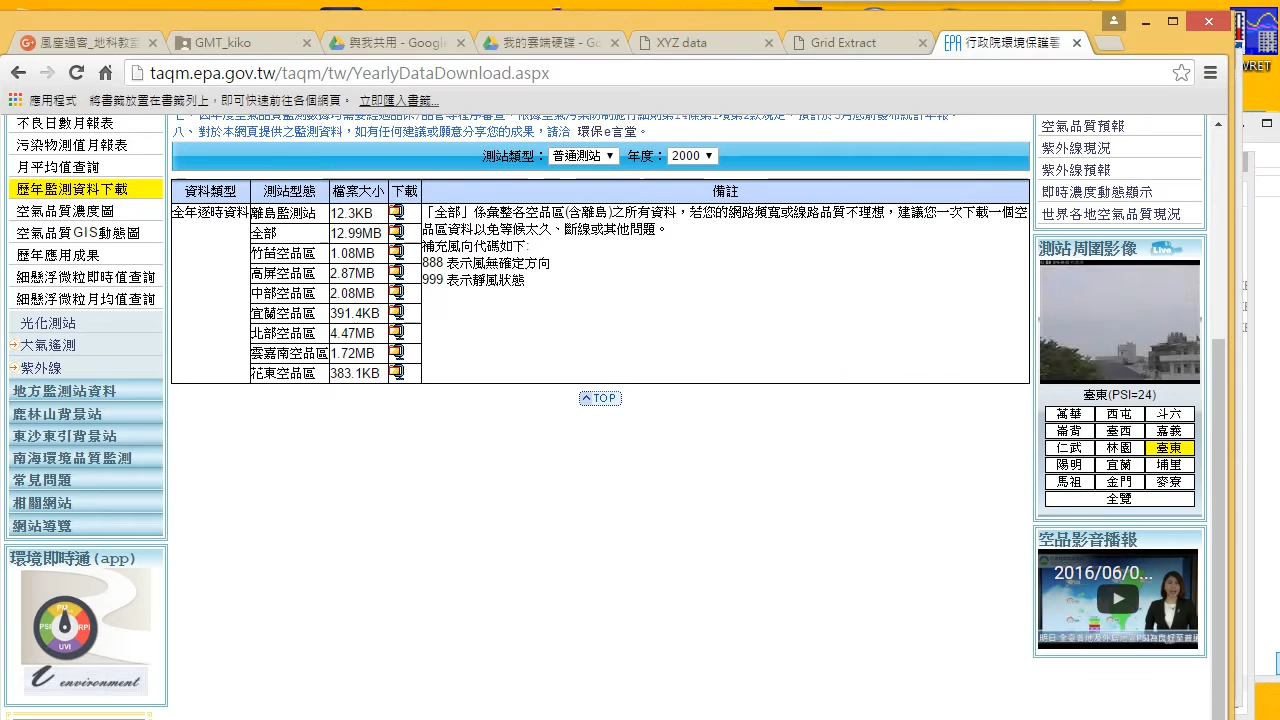 風塵過客_地科教
GMT_kiko
與我共用 - Google
我的雲端硬碟 - Go
XYZ data
Grid Extract
EPA 行政院環境保護署
taqm.epa.gov.tw/taqm/tw/YearlyDataDownload.aspx
應用程式 將書籤放置在書籤列上，即可快速前往各個網頁。 立即匯入書籤...
不良日數月報表
污染物測值月報表
月平均值查詢
歷年監測資料下載
空氣品質濃度圖
空氣品質GIS動態圖
歷年應用成果
細懸浮微粒即時值查詢
細懸浮微粒月均值查詢
光化測站
大氣遙測
紫外線
地方監測站資料
鹿林山背景站
東沙東引背景站
南海環境品質監測
常見問題
相關網站
網站導覽
環境即時通(app)
PSI
RPI
UVI
i environment
八、 對於本網頁提供之監測資料，如有任何建議或願意分享您的成果，請洽 環保e言堂。
測站類型： 普通測站 年度： 2000
資料類型 測站型態 檔案大小 下載 備註
全年逐時資料 離島監測站 12.3KB
全部 12.99MB
竹苗空品區 1.08MB
高屏空品區 2.87MB
中部空品區 2.08MB
宜蘭空品區 391.4KB
北部空品區 4.47MB
雲嘉南空品區 1.72MB
花東空品區 383.1KB
「全部」係彙整各空品區(含離島)之所有資料，若您的網路頻寬或線路品質不理想，建議您一次下載一個空
品區資料以免等候太久、斷線或其他問題。
補充風向代碼如下:
888 表示風無確定方向
999 表示靜風狀態
TOP
空氣品質預報
紫外線現況
紫外線預報
即時濃度動態顯示
世界各地空氣品質現況
測站周圍影像 Live
臺東(PSI=24)
萬華 西屯 斗六
崙背 臺西 嘉義
仁武 林園 臺東
陽明 宜蘭 埔里
馬祖 金門 麥寮
全覽
空品影音播報
2016/06/0...
WRET